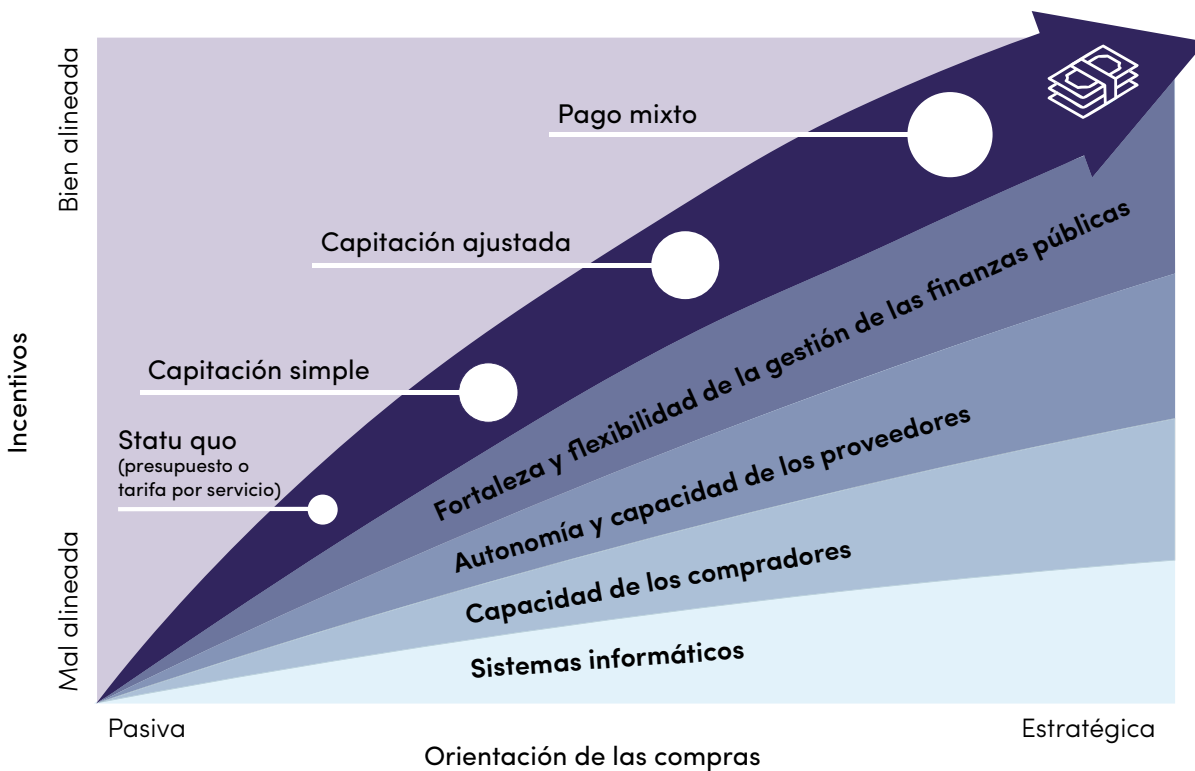 Incentivos
Bien alineada
Mal alineada
Pago mixto
Capitación ajustada
Capitación simple
Statu quo
(presupuesto o
tarifa por servicio)
Fortaleza y flexibilidad de la gestión de las finanzas públicas
Autonomía y capacidad de los proveedores
Capacidad de los compradores
Sistemas informáticos
Pasiva
Estratégica
Orientación de las compras